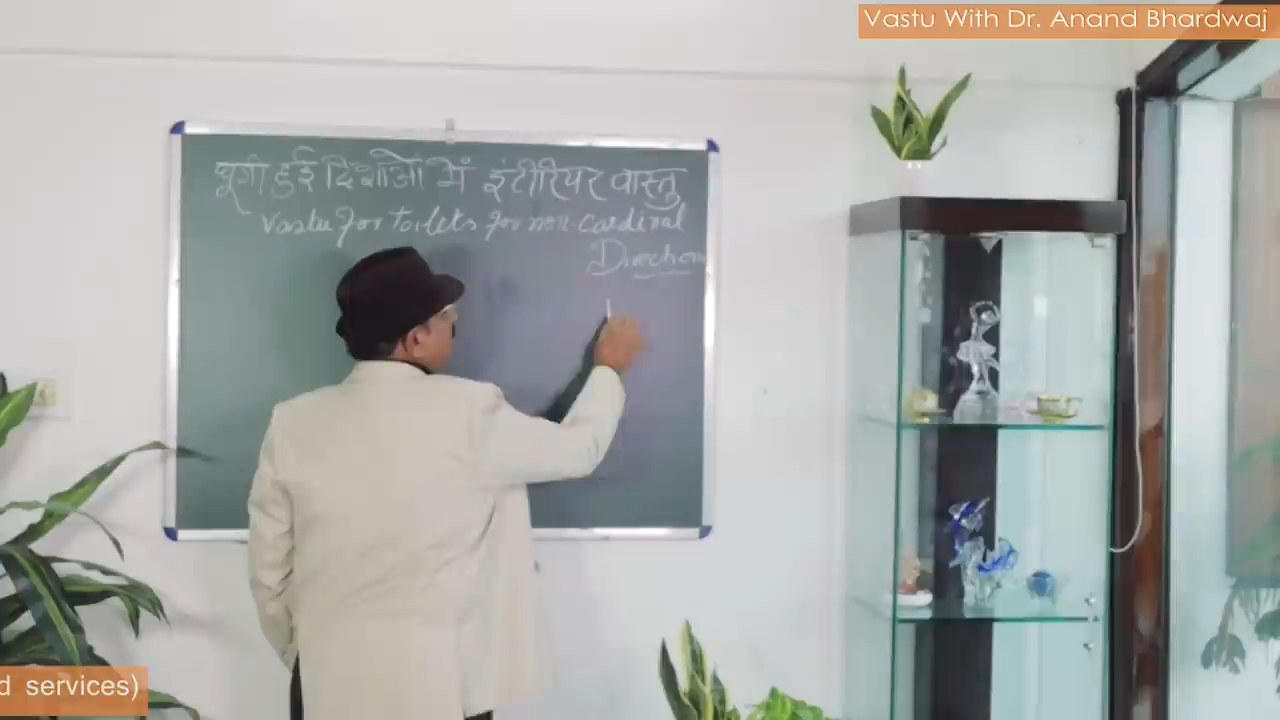 Vastu With Dr. Anand Bhardwaj
घूगी हुई दिशाओं में इंटीरियर वास्तु
Vastu for Toilets for non-Cardinal
Direction
d services)